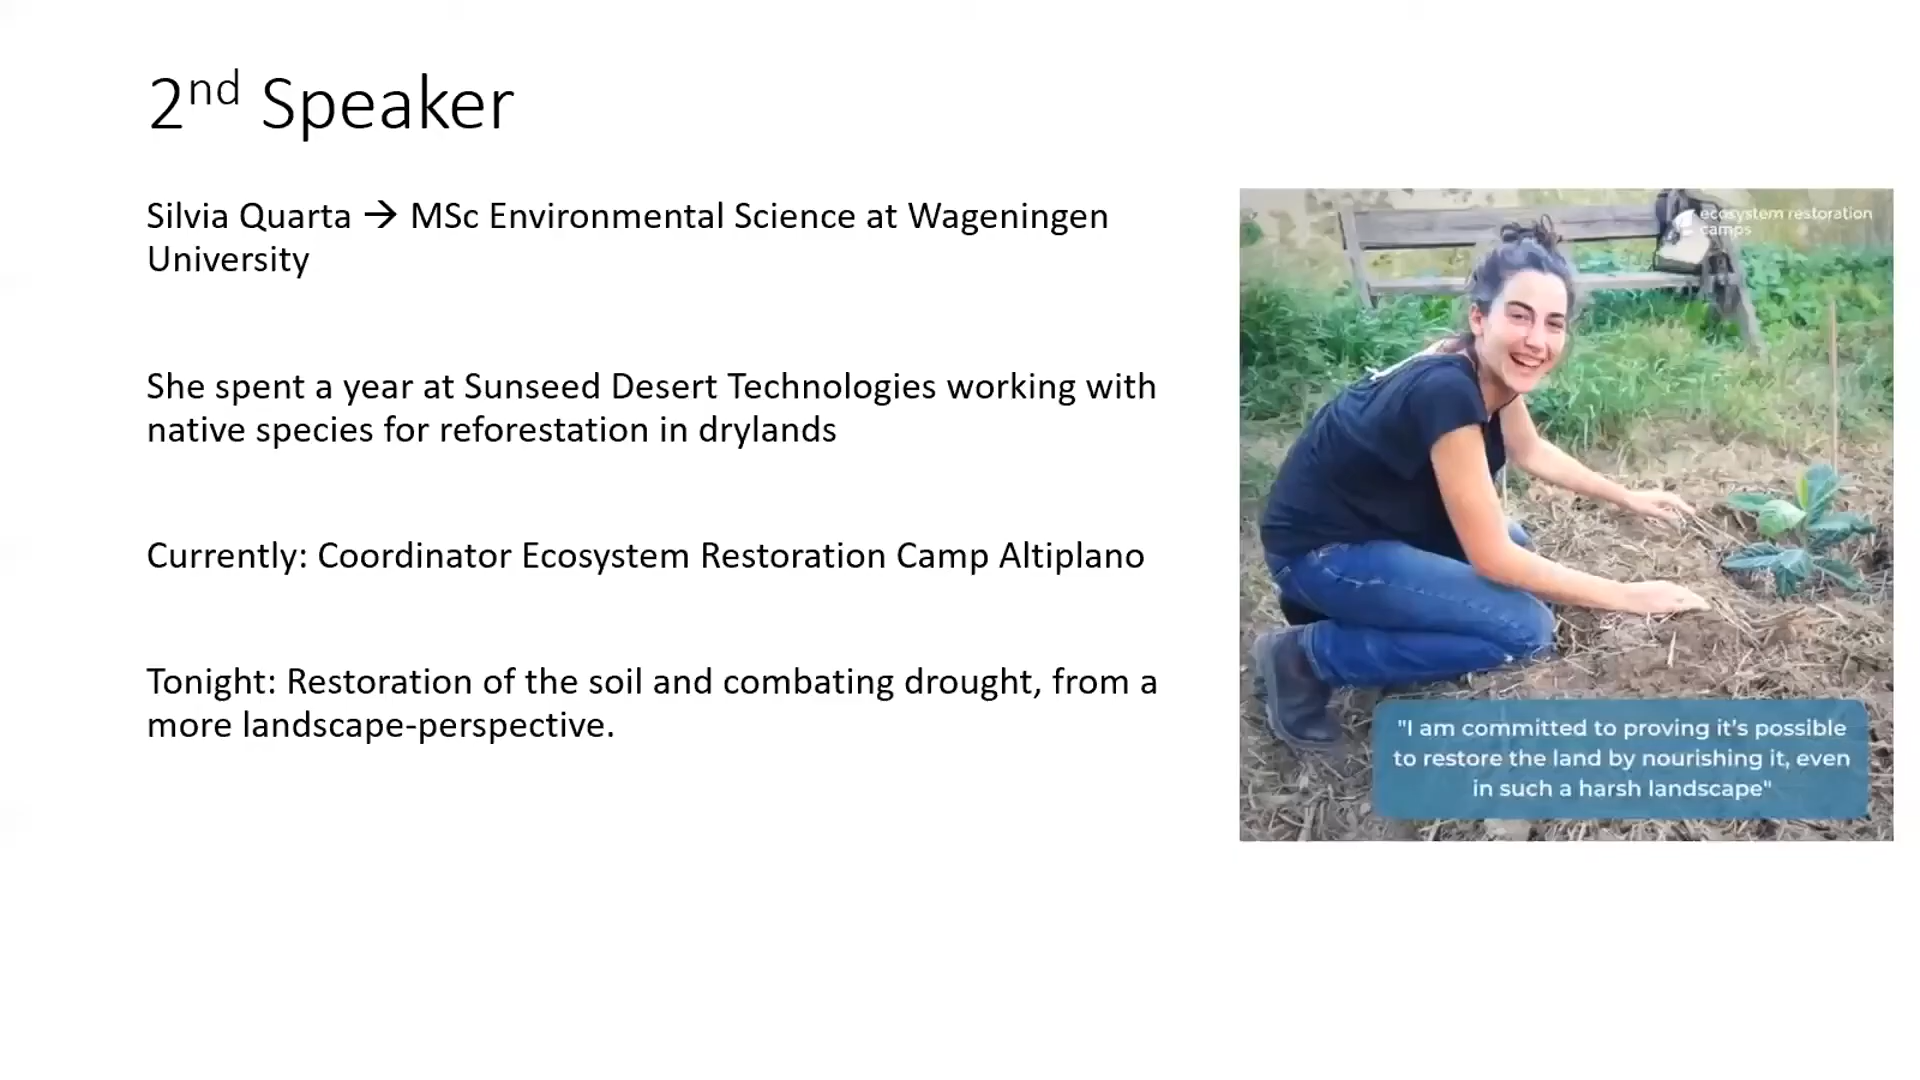 2nd Speaker
Silvia Quarta → MSc Environmental Science at Wageningen
University
She spent a year at Sunseed Desert Technologies working with
native species for reforestation in drylands
Currently: Coordinator Ecosystem Restoration Camp Altiplano
Tonight: Restoration of the soil and combating drought, from a
more landscape-perspective.
ecosystem restoration
camps
"I am committed to proving it's possible
to restore the land by nourishing it, even
in such a harsh landscape"